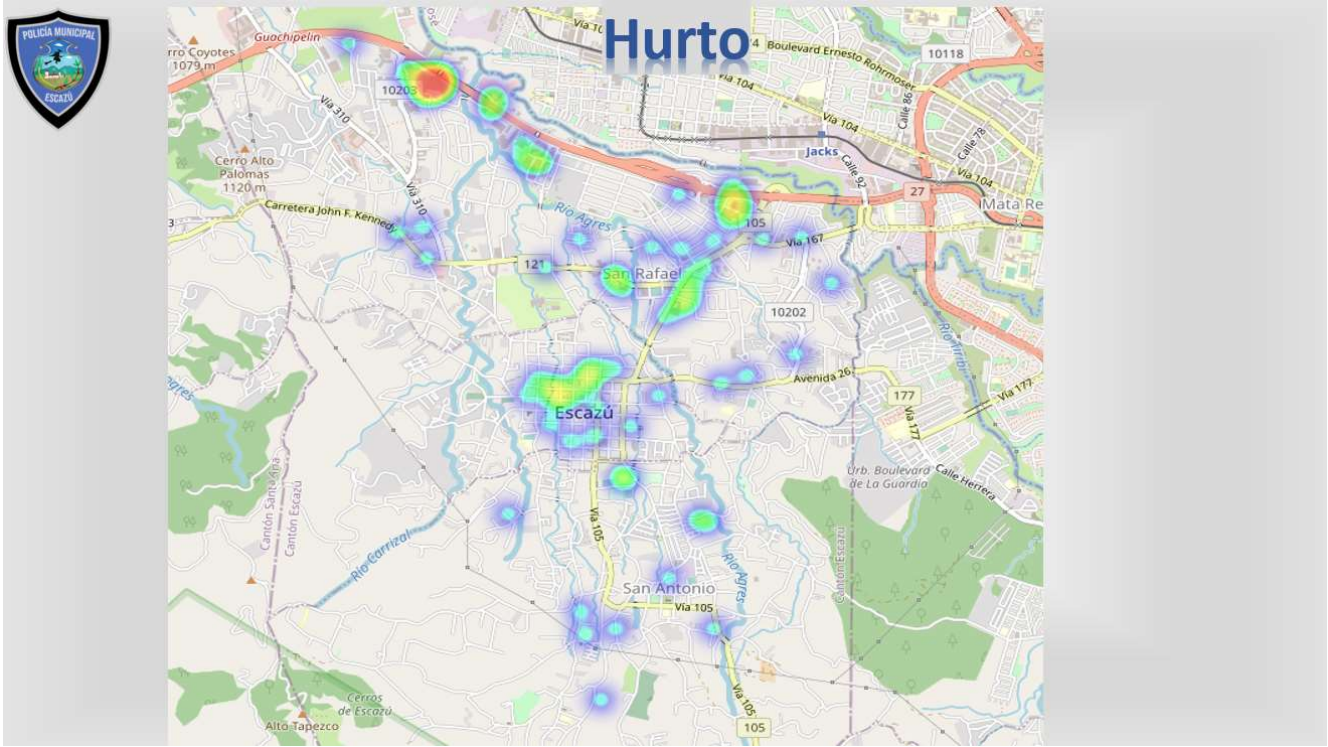 POLICÍA MUNICIPAL
ESCAZÚ
Hurto
Guachipelín
Cerro Coyotes
1079 m
10203
Vía 310
Boulevard Ernesto Rohrmoser
10118
Vía 104
Calle 86
Vía 104
Jacks
Calle 78
Calle 92
Vía 104
27
Mata Re
Cerro Alto
Palomas
1120 m
Vía 310
Carretera John F. Kennedy
3
Río Agres
105
Vía 167
121
San Rafael
10202
Río Tiribí
Avenida 26
177
Vía 177
Vía 177
Escazú
Urb. Boulevard
de La Guardia
Calle Herrera
Cantón Santa Ana
Cantón Escazú
Río Carrizal
Vía 105
Cantón Escazú
Río Agres
San Antonio
Vía 105
Cerros
de Escazú
Alto Tapezco
Vía 105
105